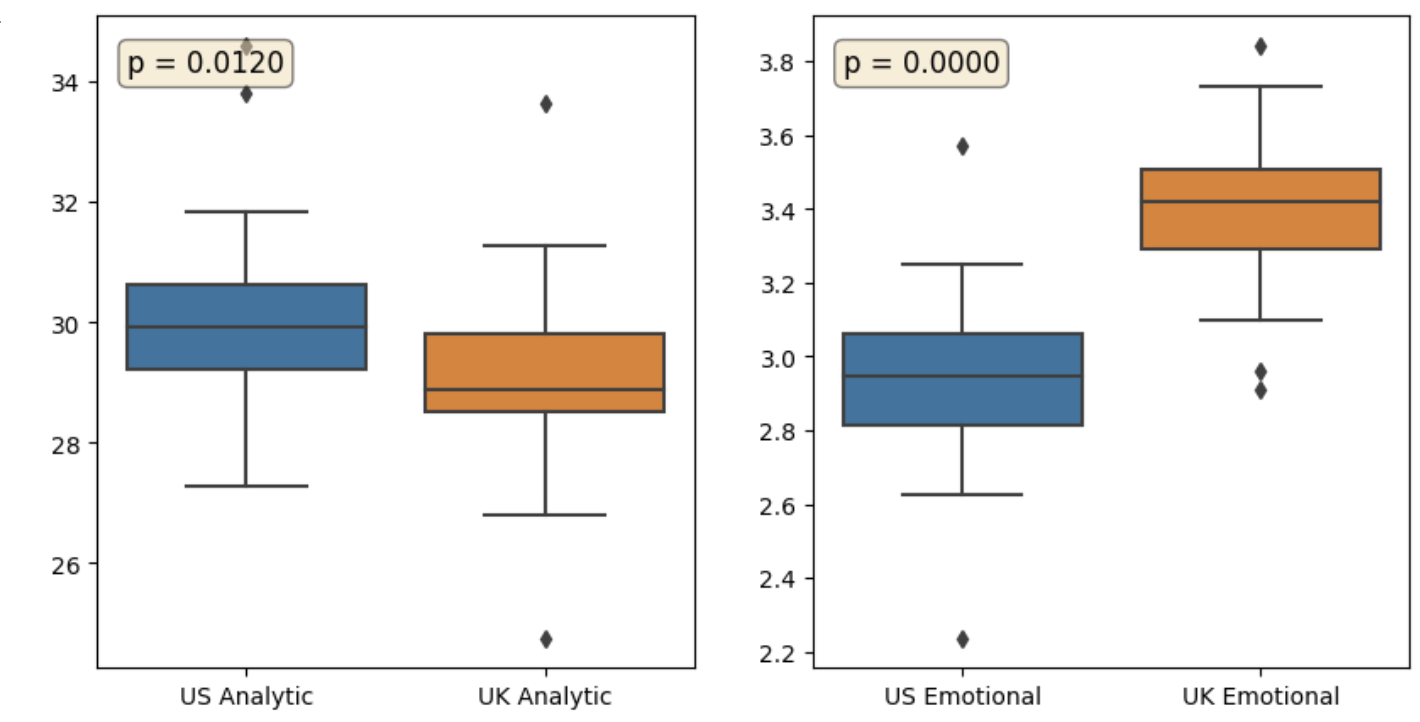 p = 0.0120
34
32
30
28
26
US Analytic
UK Analytic
p = 0.0000
3.8
3.6
3.4
3.2
3.0
2.8
2.6
2.4
2.2
US Emotional
UK Emotional